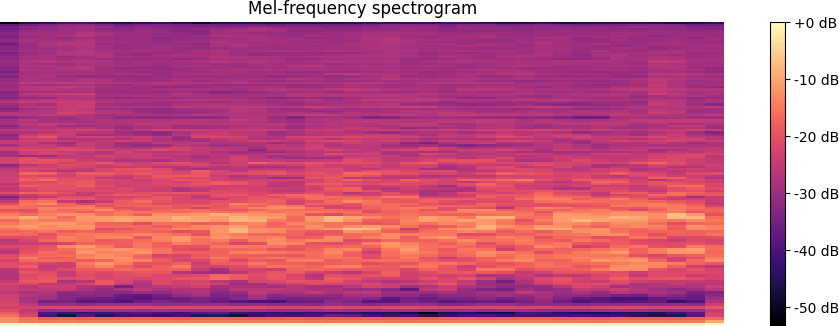 Mel-frequency spectrogram
+0 dB
-10 dB
-20 dB
-30 dB
-40 dB
-50 dB